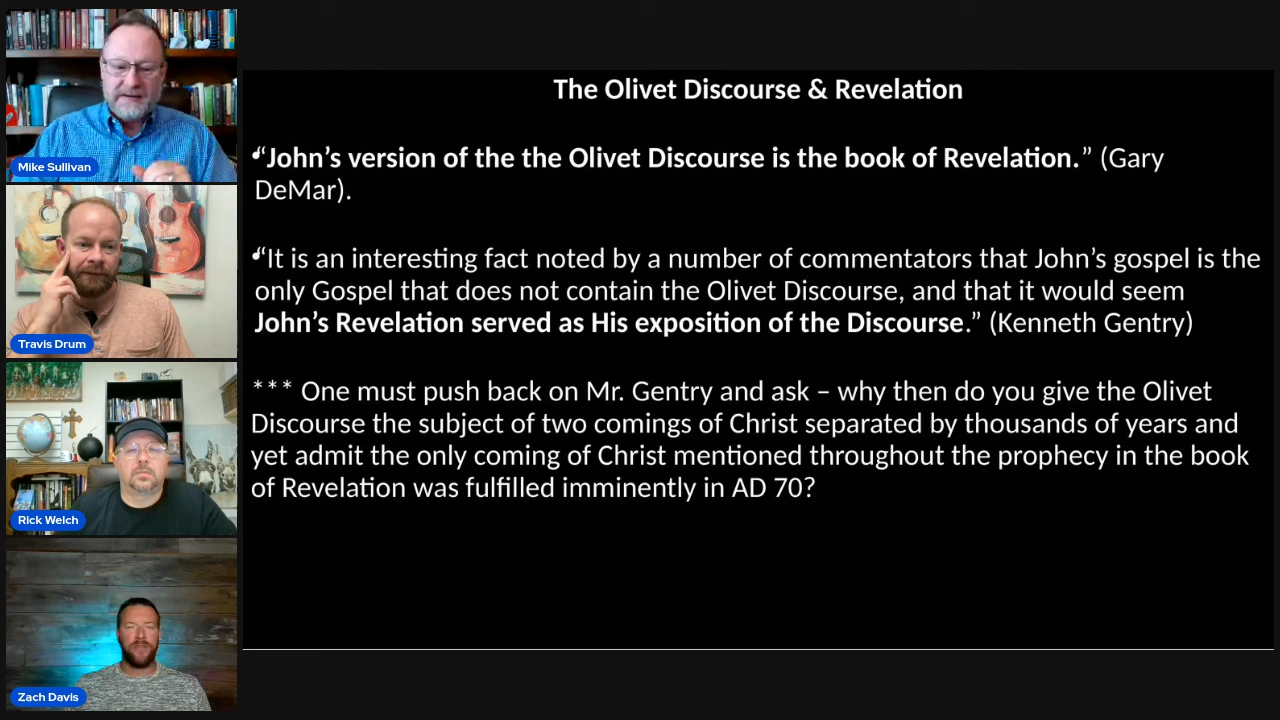 The Olivet Discourse & Revelation
•“John’s version of the the Olivet Discourse is the book of Revelation.” (Gary
DeMar).
•“It is an interesting fact noted by a number of commentators that John’s gospel is the
only Gospel that does not contain the Olivet Discourse, and that it would seem
John’s Revelation served as His exposition of the Discourse.” (Kenneth Gentry)
*** One must push back on Mr. Gentry and ask – why then do you give the Olivet
Discourse the subject of two comings of Christ separated by thousands of years and
yet admit the only coming of Christ mentioned throughout the prophecy in the book
of Revelation was fulfilled imminently in AD 70?
Mike Sullivan
Travis Drum
Rick Welch
Zach Davis